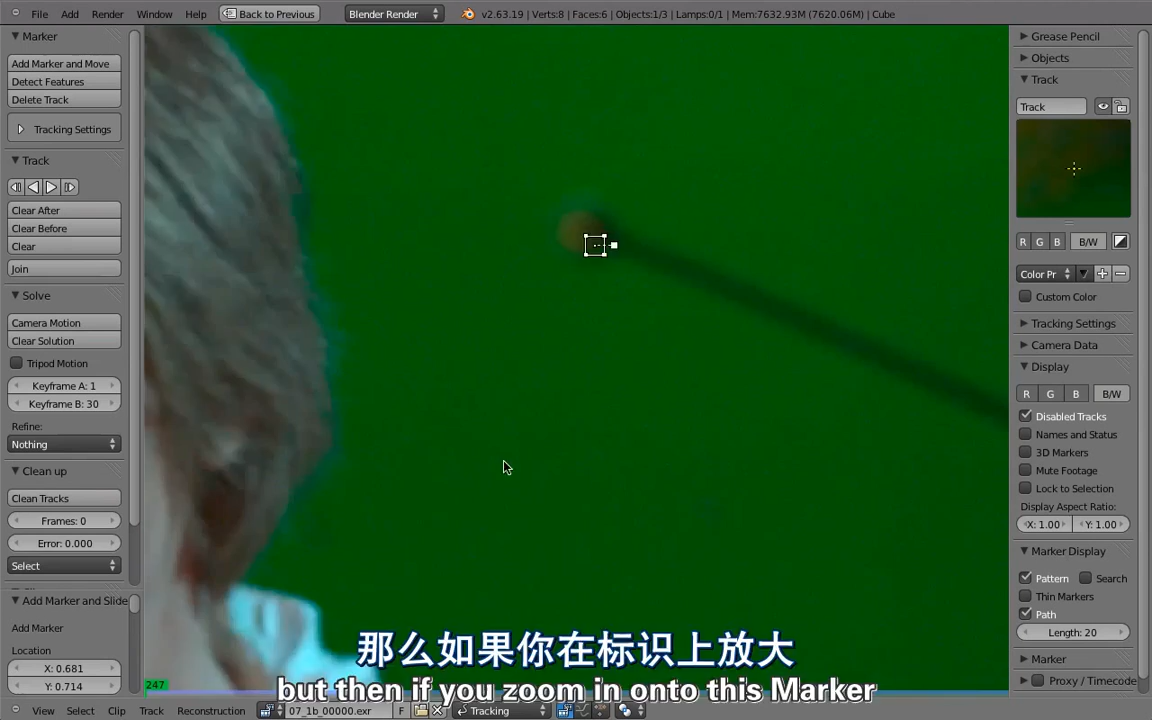 File Add Render Window Help Back to Previous Blender Render v2.63.19 | Verts:8 | Faces:6 | Objects:1/3 | Lamps:0/1 | Mem:7632.93M (7620.06M) | Cube
Marker
Add Marker and Move
Detect Features
Delete Track
Tracking Settings
Track
Clear After
Clear Before
Clear
Join
Solve
Camera Motion
Clear Solution
Tripod Motion
Keyframe A: 1
Keyframe B: 30
Refine:
Nothing
Clean up
Clean Tracks
Frames: 0
Error: 0.000
Select
Add Marker and Slide
Add Marker
Location
X: 0.681
Y: 0.714
Grease Pencil
Objects
Track
Track
R G B B/W
Color Pr
Custom Color
Tracking Settings
Camera Data
Display
R G B B/W
Disabled Tracks
Names and Status
3D Markers
Mute Footage
Lock to Selection
Display Aspect Ratio:
X: 1.00 Y: 1.00
Marker Display
Pattern Search
Thin Markers
Path
Length: 20
Marker
Proxy / Timecode
247
那么如果你在标识上放大
but then if you zoom in onto this Marker
View Select Clip Track Reconstruction 07_1b_00000.exr F Tracking